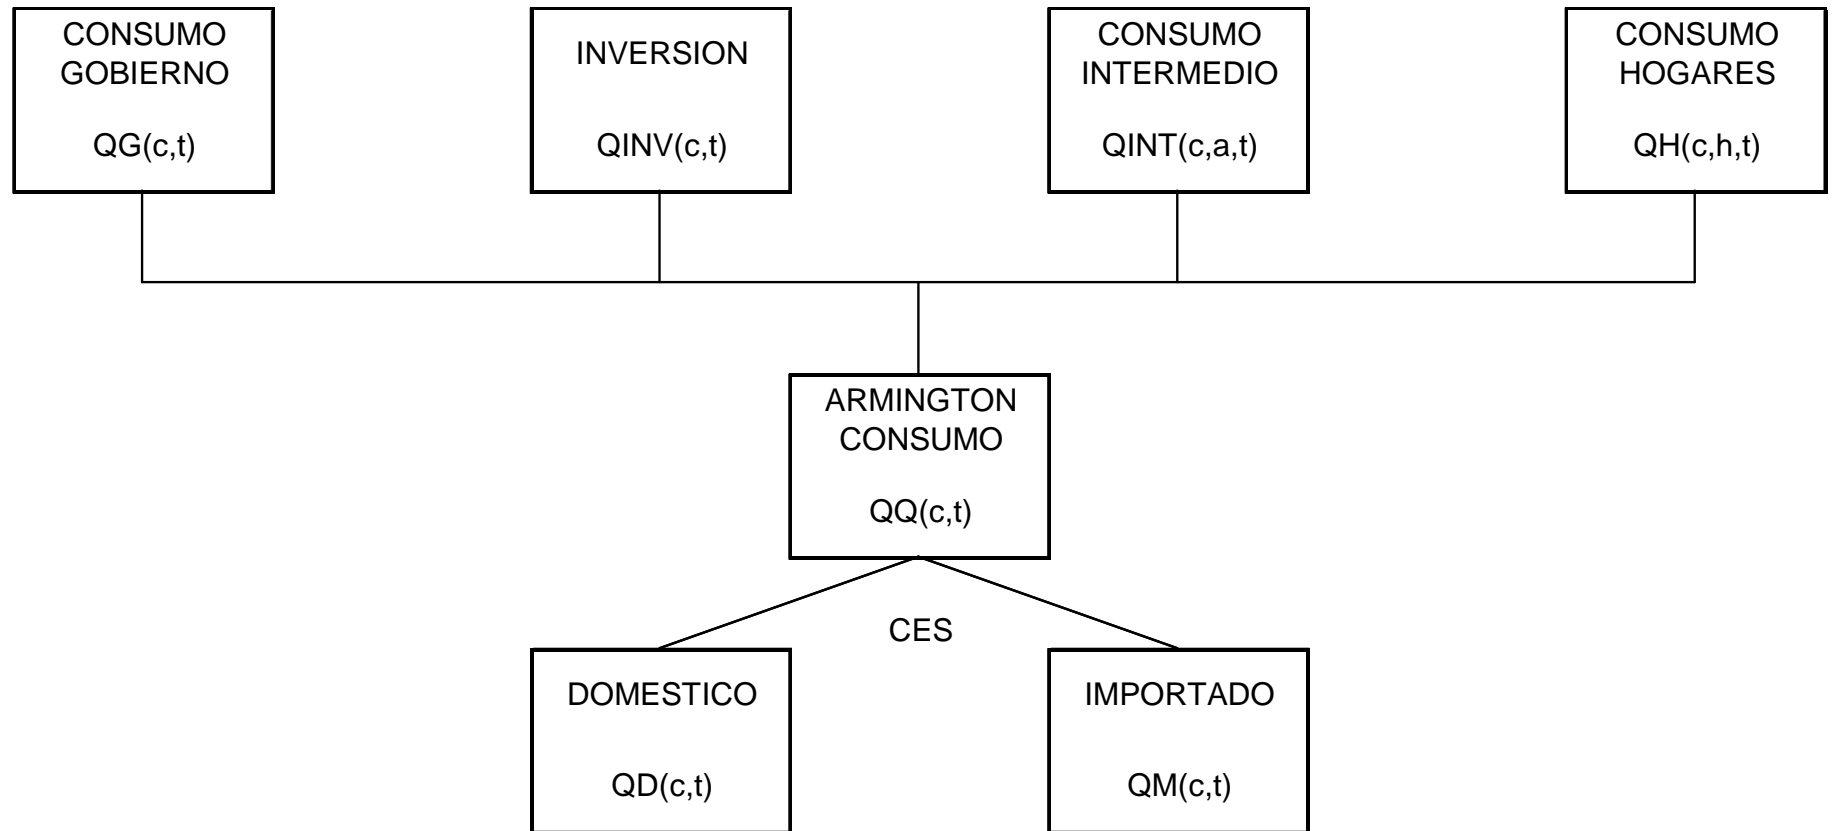 CONSUMO
GOBIERNO
QG(c,t)
INVERSION
QINV(c,t)
CONSUMO
INTERMEDIO
QINT(c,a,t)
CONSUMO
HOGARES
QH(c,h,t)
ARMINGTON
CONSUMO
QQ(c,t)
CES
DOMESTICO
QD(c,t)
IMPORTADO
QM(c,t)